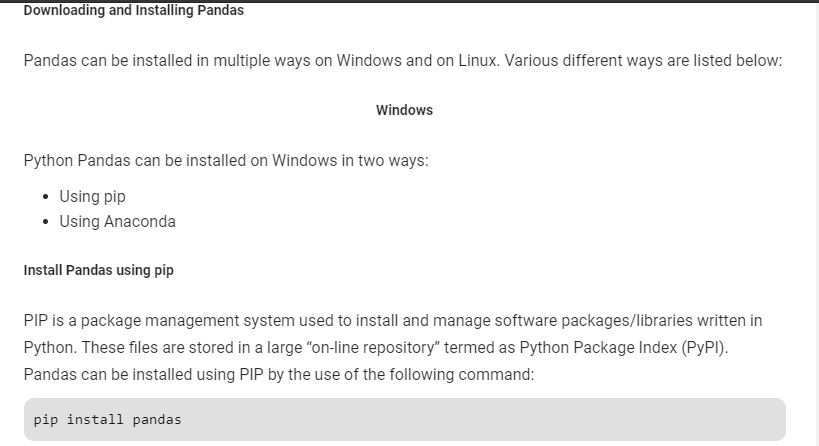 Downloading and Installing Pandas
Pandas can be installed in multiple ways on Windows and on Linux. Various different ways are listed below:
Windows
Python Pandas can be installed on Windows in two ways:
• Using pip
• Using Anaconda
Install Pandas using pip
PIP is a package management system used to install and manage software packages/libraries written in
Python. These files are stored in a large “on-line repository” termed as Python Package Index (PyPI).
Pandas can be installed using PIP by the use of the following command:
pip install pandas